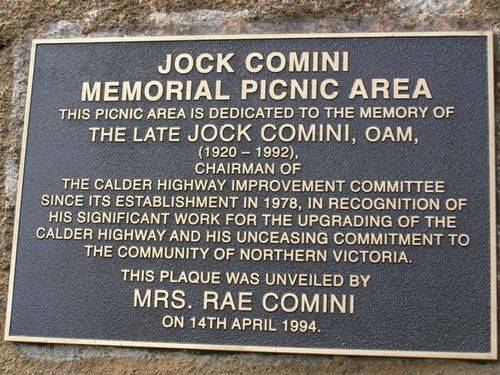 JOCK COMINI
MEMORIAL PICNIC AREA
THIS PICNIC AREA IS DEDICATED TO THE MEMORY OF
THE LATE JOCK COMINI, OAM,
(1920 – 1992),
CHAIRMAN OF
THE CALDER HIGHWAY IMPROVEMENT COMMITTEE
SINCE ITS ESTABLISHMENT IN 1978, IN RECOGNITION OF
HIS SIGNIFICANT WORK FOR THE UPGRADING OF THE
CALDER HIGHWAY AND HIS UNCEASING COMMITMENT TO
THE COMMUNITY OF NORTHERN VICTORIA.
THIS PLAQUE WAS UNVEILED BY
MRS. RAE COMINI
ON 14TH APRIL 1994.